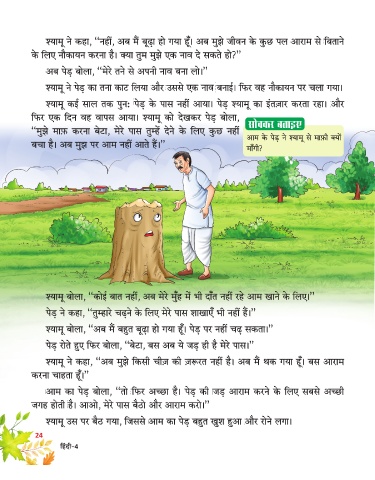 श्यामू ने कहा, “नहीं, अब मैं बूढ़ा हो गया हूँ। अब मुझे जीवन के कुछ पल आराम से बिताने
के लिए नौकायन करना है। क्या तुम मुझे एक नाव दे सकते हो?”
अब पेड़ बोला, “मेरे तने से अपनी नाव बना लो।”
श्यामू ने पेड़ का तना काट लिया और उससे एक नाव बनाई। फिर वह नौकायन पर चला गया।
श्यामू कई साल तक पुनः पेड़ के पास नहीं आया। पेड़ श्यामू का इंतज़ार करता रहा। और
फिर एक दिन वह वापस आया। श्यामू को देखकर पेड़ बोला,
“मुझे माफ़ करना बेटा, मेरे पास तुम्हें देने के लिए कुछ नहीं
बचा है। अब मुझ पर आम नहीं आते हैं।”
सोचकर बताइए
आम के पेड़ ने श्यामू से माफ़ी क्यों
माँगी?
श्यामू बोला, “कोई बात नहीं, अब मेरे मुँह में भी दाँत नहीं रहे आम खाने के लिए।”
पेड़ ने कहा, “तुम्हारे चढ़ने के लिए मेरे पास शाखाएँ भी नहीं हैं।”
श्यामू बोला, “अब मैं बहुत बूढ़ा हो गया हूँ। पेड़ पर नहीं चढ़ सकता।”
पेड़ रोते हुए फिर बोला, “बेटा, बस अब ये जड़ ही है मेरे पास।”
श्यामू ने कहा, “अब मुझे किसी चीज़ की ज़रूरत नहीं है। अब मैं थक गया हूँ। बस आराम
करना चाहता हूँ।”
आम का पेड़ बोला, “तो फिर अच्छा है। पेड़ की जड़ आराम करने के लिए सबसे अच्छी
जगह होती है। आओ, मेरे पास बैठो और आराम करो।”
श्यामू उस पर बैठ गया, जिससे आम का पेड़ बहुत खुश हुआ और रोने लगा।
24
हिंदी-4